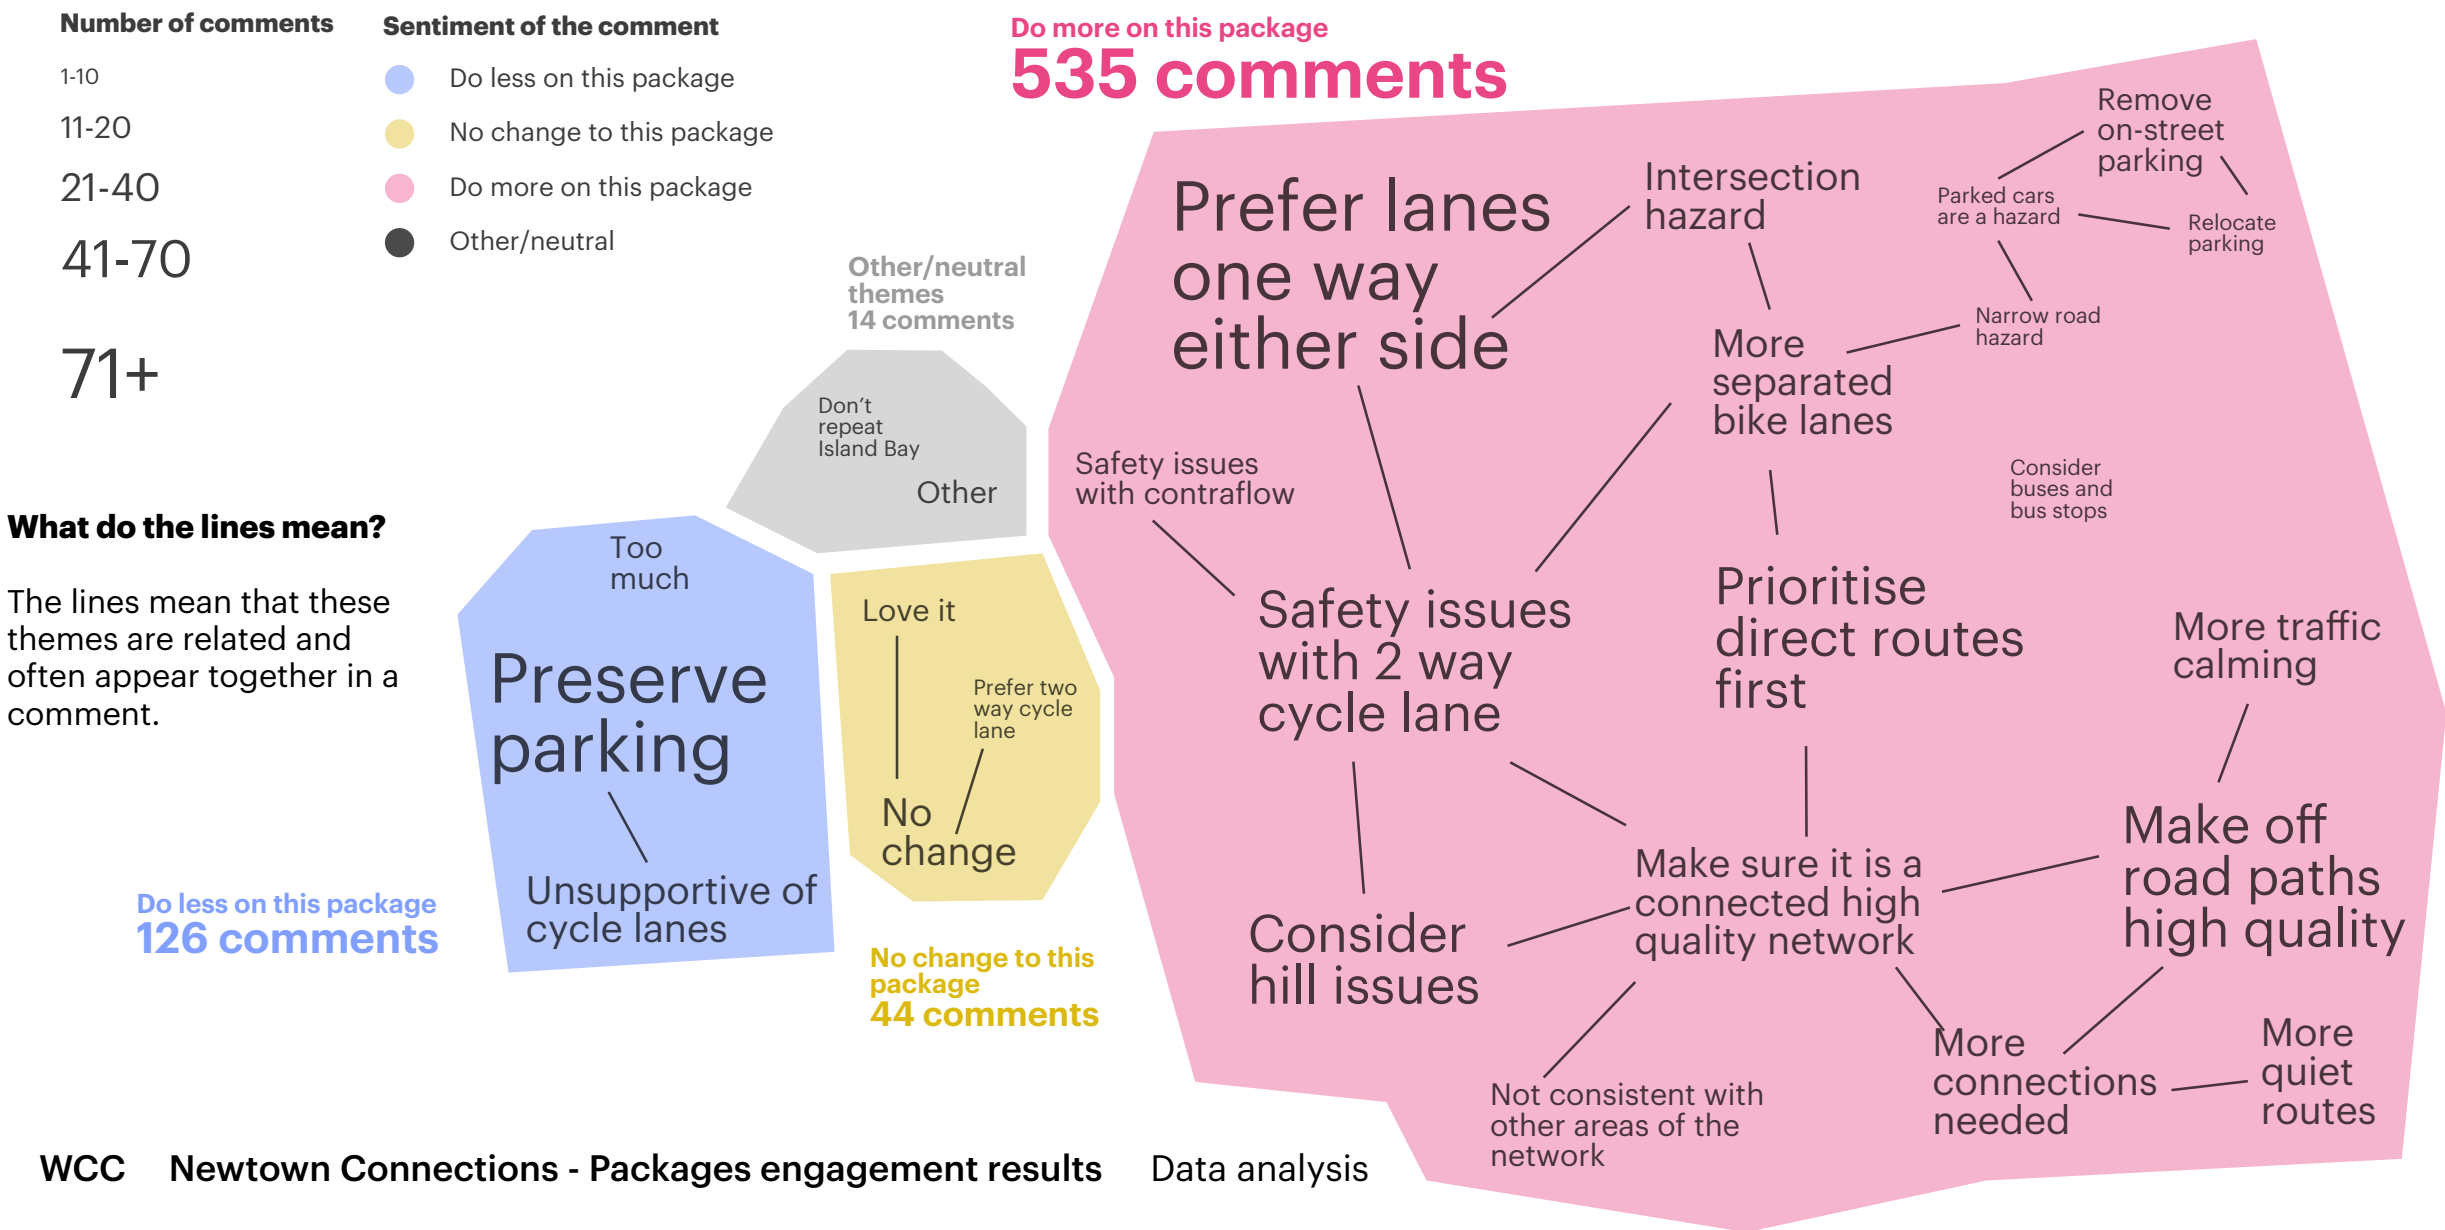 Number of comments
1-10
11-20
21-40
41-70
71+
Sentiment of the comment
Do less on this package
No change to this package
Do more on this package
Other/neutral
What do the lines mean?
The lines mean that these
themes are related and
often appear together in a
comment.
Other/neutral
themes
14 comments
Don't
repeat
Island Bay
Other
Too
much
Preserve
parking
Unsupportive of
cycle lanes
Do less on this package
126 comments
Love it
Prefer two
way cycle
lane
No
change
No change to this
package
44 comments
Do more on this package
535 comments
Prefer lanes
one way
either side
Intersection
hazard
Remove
on-street
parking
Parked cars
are a hazard
Relocate
parking
Narrow road
hazard
More
separated
bike lanes
Safety issues
with contraflow
Consider
buses and
bus stops
Safety issues
with 2 way
cycle lane
Prioritise
direct routes
first
More traffic
calming
Make off
road paths
high quality
Make sure it is a
connected high
quality network
Consider
hill issues
More
connections
needed
More
quiet
routes
Not consistent with
other areas of the
network
WCC Newtown Connections - Packages engagement results Data analysis